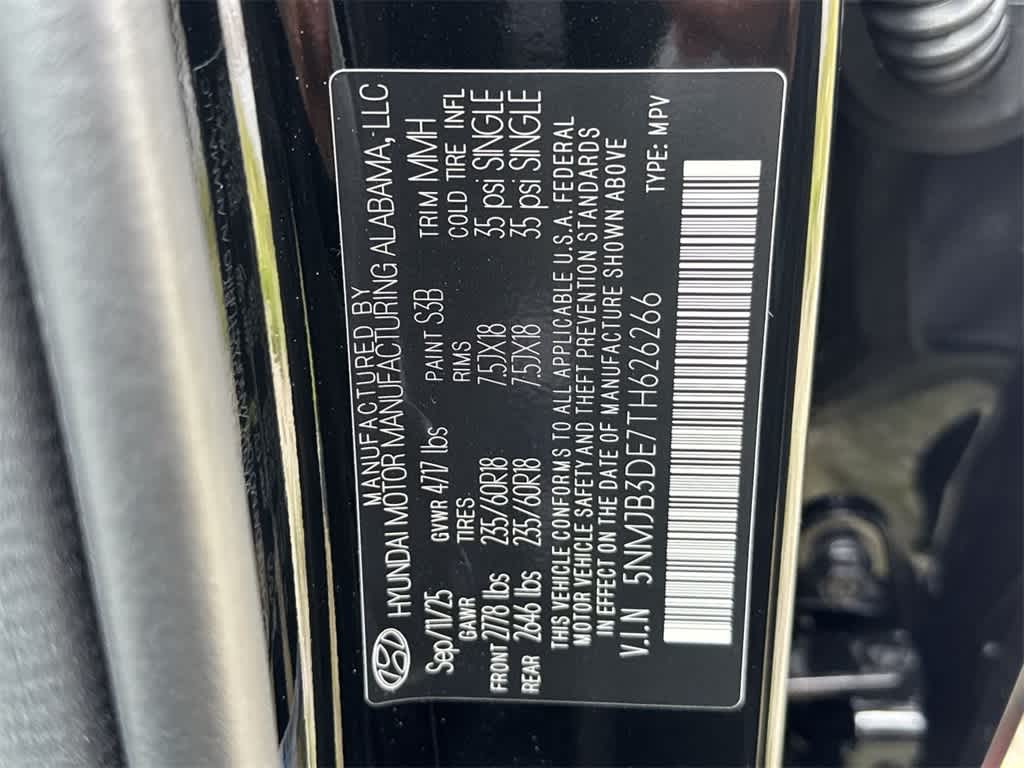 MANUFACTURED BY
HYUNDAI MOTOR MANUFACTURING ALABAMA, LLC
Sep/11/25 GVWR 4717 lbs PAINT S3B TRIM MMH
GAWR TIRES RIMS COLD TIRE INFL
FRONT 2778 lbs 235/60R18 7.5JX18 35 psi SINGLE
REAR 2646 lbs 235/60R18 7.5JX18 35 psi SINGLE
THIS VEHICLE CONFORMS TO ALL APPLICABLE U.S.A. FEDERAL
MOTOR VEHICLE SAFETY AND THEFT PREVENTION STANDARDS
IN EFFECT ON THE DATE OF MANUFACTURE SHOWN ABOVE
V.I.N 5NMJB3DE7TH626266 TYPE: MPV